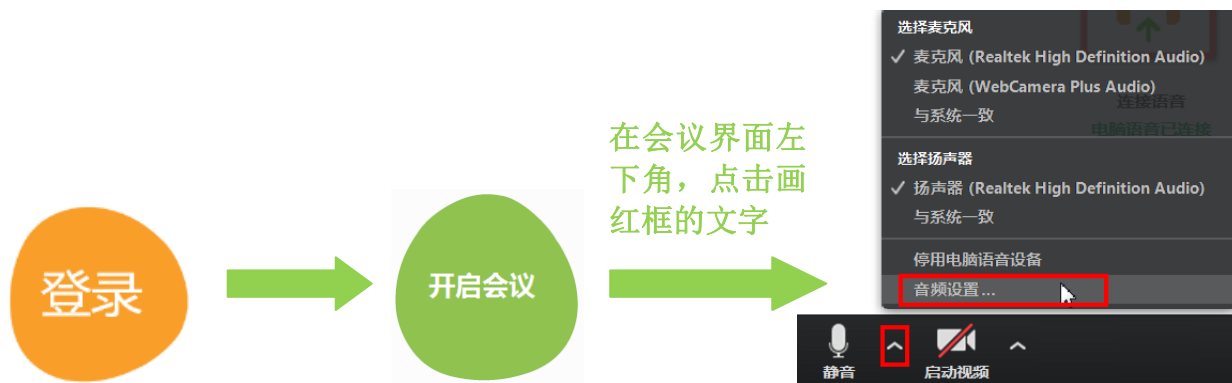 登录
开启会议
在会议界面左
下角，点击画
红框的文字
选择麦克风
麦克风 (Realtek High Definition Audio)
麦克风 (WebCamera Plus Audio)
与系统一致
连接语音
电脑语音已连接
选择扬声器
扬声器 (Realtek High Definition Audio)
与系统一致
停用电脑语音设备
音频设置...
静音
启动视频